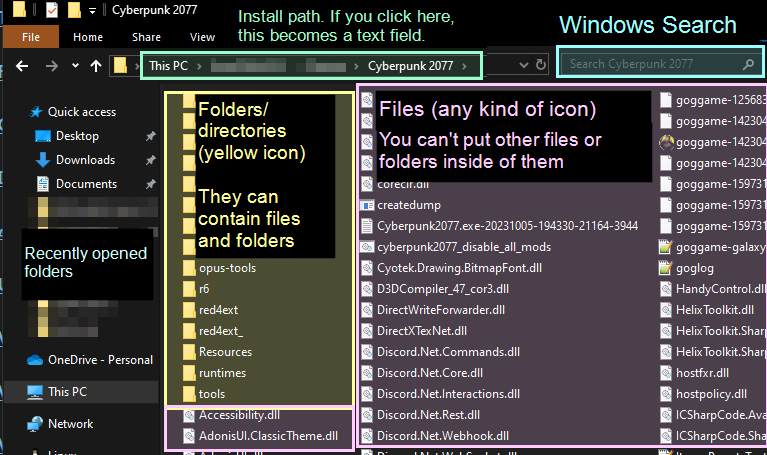 Cyberpunk 2077
Install path. If you click here,
this becomes a text field.
Windows Search
File
Home
Share
View
This PC
Cyberpunk 2077
Search Cyberpunk 2077
Quick access
Desktop
Downloads
Documents
Recently opened
folders
OneDrive - Personal
This PC
Network
Folders/
directories
(yellow icon)
They can
contain files
and folders
opus-tools
r6
red4ext
red4ext_
Resources
runtimes
tools
Accessibility.dll
AdonisUI.ClassicTheme.dll
Files (any kind of icon)
You can't put other files or
folders inside of them
coreclr.dll
createdump
Cyberpunk2077.exe-20231005-194330-21164-3944
cyberpunk2077_disable_all_mods
Cyotek.Drawing.BitmapFont.dll
D3DCompiler_47_cor3.dll
DirectWriteForwarder.dll
DirectXTexNet.dll
Discord.Net.Commands.dll
Discord.Net.Core.dll
Discord.Net.Interactions.dll
Discord.Net.Rest.dll
Discord.Net.Webhook.dll
goggame-125683
goggame-142304
goggame-142304
goggame-142304
goggame-159731
goggame-159731
goggame-159731
goggame-galaxy
goglog
HandyControl.dll
HelixToolkit.dll
HelixToolkit.Sharp
HelixToolkit.Sharp
hostfxr.dll
hostpolicy.dll
ICSharpCode.Ava
ICSharpCode.Sha